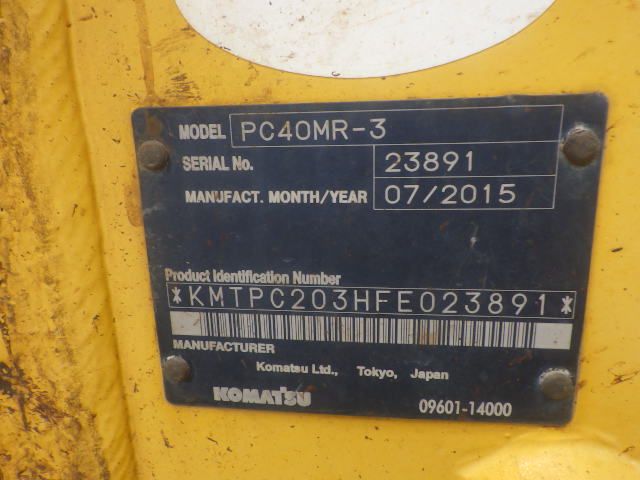 MODEL PC40MR-3
SERIAL No. 23891
MANUFACT. MONTH/YEAR 07/2015
Product Identification Number
*KMTPC203HFE023891*
MANUFACTURER
Komatsu Ltd., Tokyo, Japan
KOMATSU 09601-14000